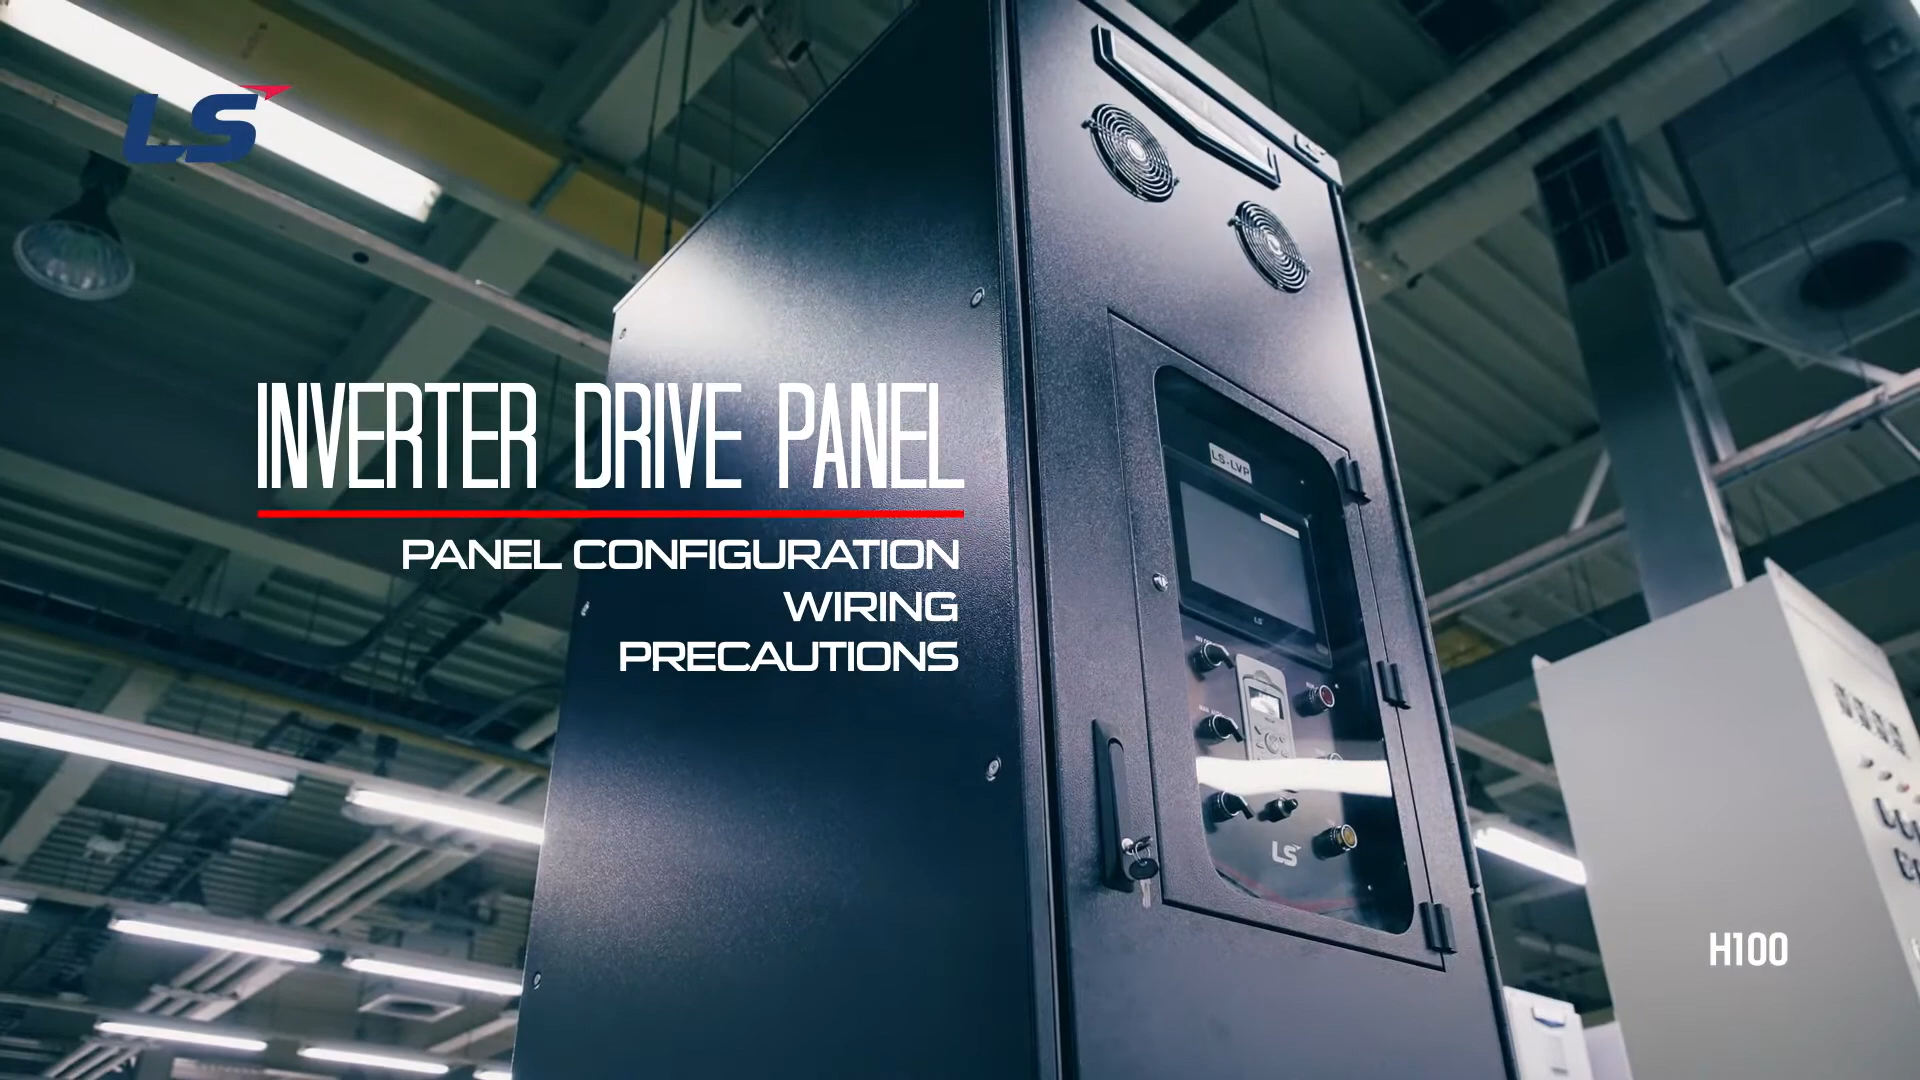 LS
INVERTER DRIVE PANEL
PANEL CONFIGURATION
WIRING
PRECAUTIONS
LS-LVP
LS
LS
H100